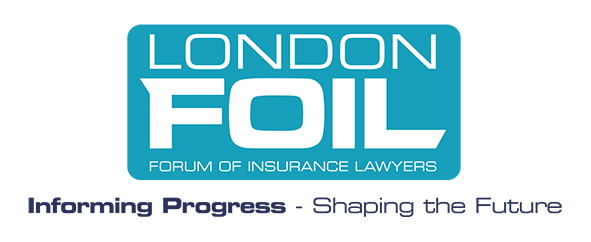 LONDON
FOIL
FORUM OF INSURANCE LAWYERS
Informing Progress - Shaping the Future